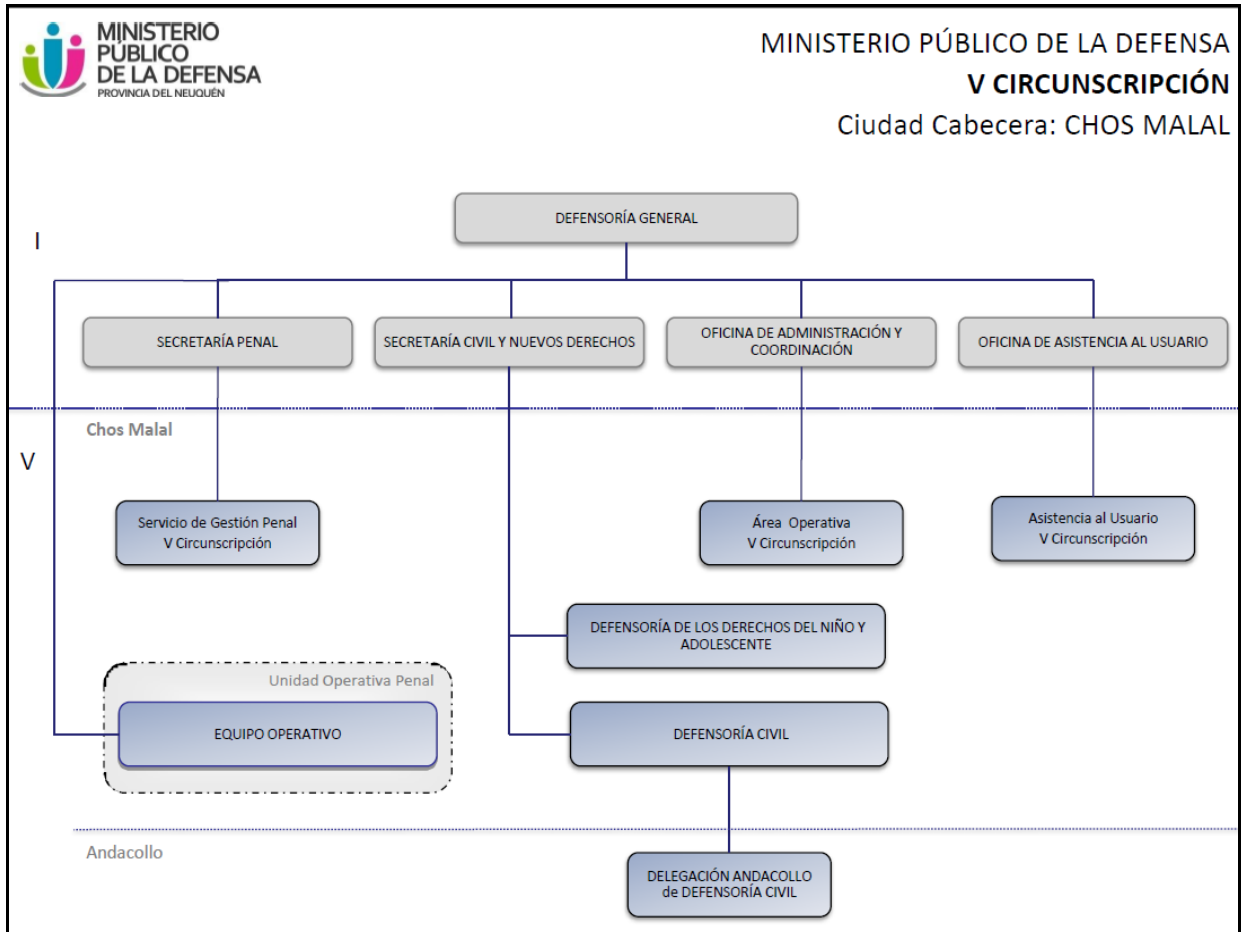 MINISTERIO
PÚBLICO
DE LA DEFENSA
PROVINCIA DEL NEUQUÉN
MINISTERIO PÚBLICO DE LA DEFENSA
V CIRCUNSCRIPCIÓN
Ciudad Cabecera: CHOS MALAL
DEFENSORÍA GENERAL
I
SECRETARÍA PENAL
SECRETARÍA CIVIL Y NUEVOS DERECHOS
OFICINA DE ADMINISTRACIÓN Y
COORDINACIÓN
OFICINA DE ASISTENCIA AL USUARIO
Chos Malal
V
Servicio de Gestión Penal
V Circunscripción
Área Operativa
V Circunscripción
Asistencia al Usuario
V Circunscripción
DEFENSORÍA DE LOS DERECHOS DEL NIÑO Y
ADOLESCENTE
Unidad Operativa Penal
EQUIPO OPERATIVO
DEFENSORÍA CIVIL
Andacollo
DELEGACIÓN ANDACOLLO
de DEFENSORÍA CIVIL